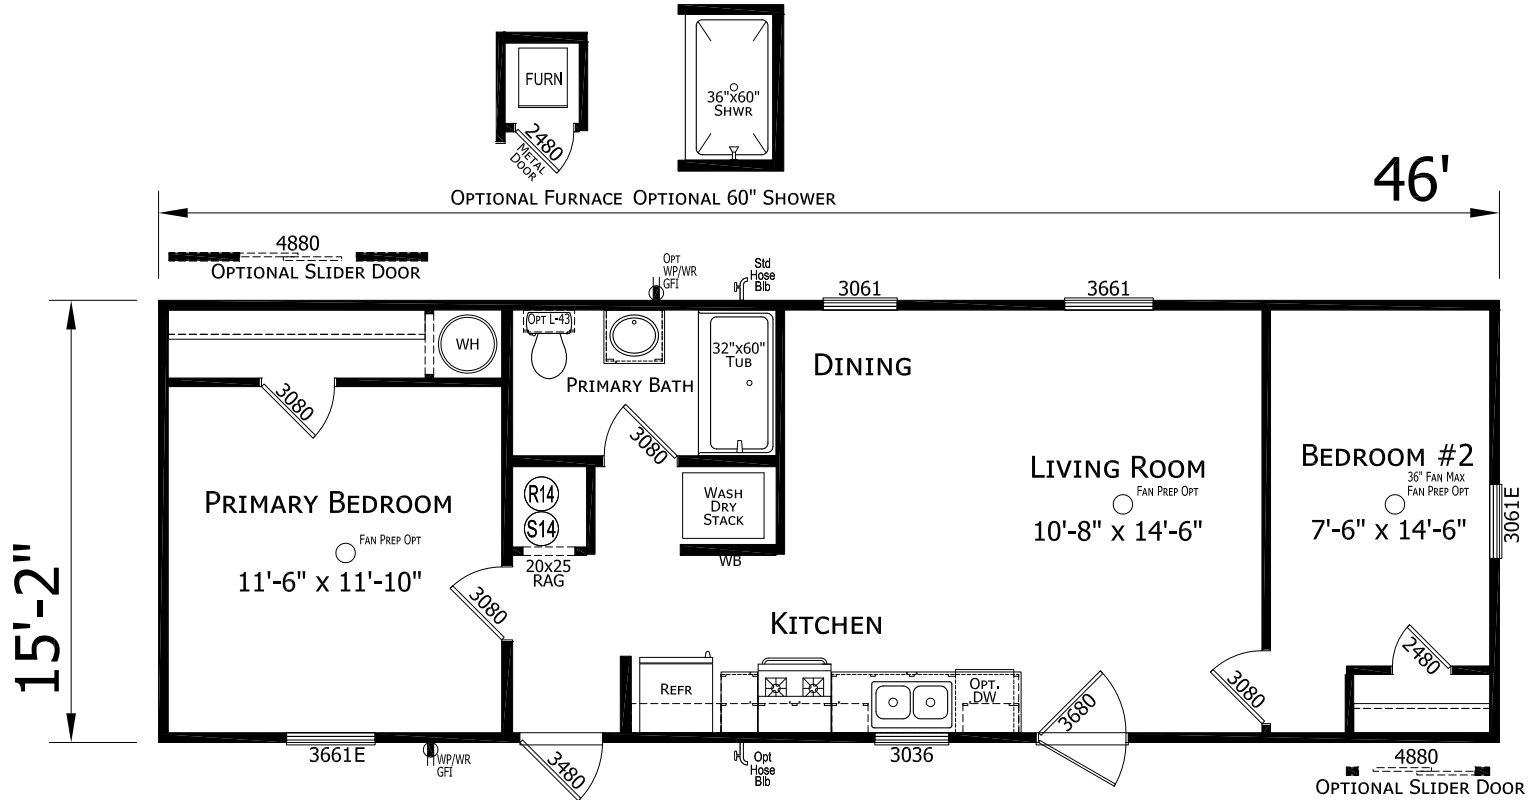 FURN
2480
METAL
DOOR
OPTIONAL FURNACE
36"x60"
SHWR
OPTIONAL 60" SHOWER
46'
4880
OPTIONAL SLIDER DOOR
OPT
WP/WR
GFI
Std
Hose
Bib
3061
3661
15'-2"
WH
3080
PRIMARY BEDROOM
FAN PREP OPT
11'-6" x 11'-10"
3080
3661E
WP/WR
GFI
OPT L-43
PRIMARY BATH
32"x60"
TUB
3080
R14
S14
20x25
RAG
WASH
DRY
STACK
WB
DINING
KITCHEN
REFR
OPT.
DW
3480
Opt
Hose
Bib
3036
3680
LIVING ROOM
FAN PREP OPT
10'-8" x 14'-6"
3080
BEDROOM #2
36" FAN MAX
FAN PREP OPT
7'-6" x 14'-6"
3061E
2480
4880
OPTIONAL SLIDER DOOR